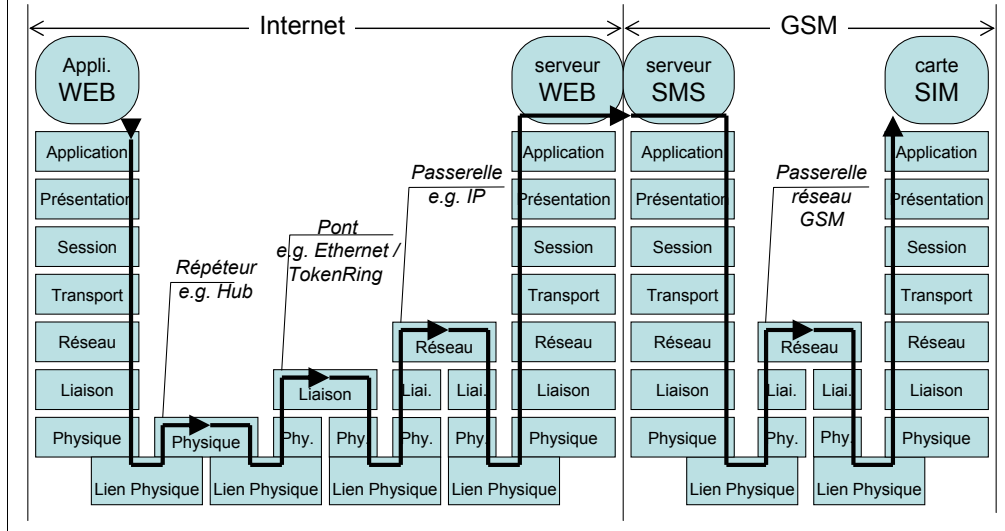 Internet
GSM
Appli.
WEB
serveur
WEB
serveur
SMS
carte
SIM
Application
Application
Application
Application
Passerelle
e.g. IP
Passerelle
réseau
GSM
Présentation
Présentation
Présentation
Présentation
Pont
e.g. Ethernet /
TokenRing
Session
Session
Session
Session
Répéteur
e.g. Hub
Transport
Transport
Transport
Transport
Réseau
Réseau
Réseau
Réseau
Réseau
Réseau
Liaison
Liaison
Liai.
Liai.
Liaison
Liaison
Liai.
Liai.
Liaison
Physique
Physique
Phy.
Phy.
Phy.
Phy.
Physique
Physique
Phy.
Phy.
Physique
Lien Physique
Lien Physique
Lien Physique
Lien Physique
Lien Physique
Lien Physique